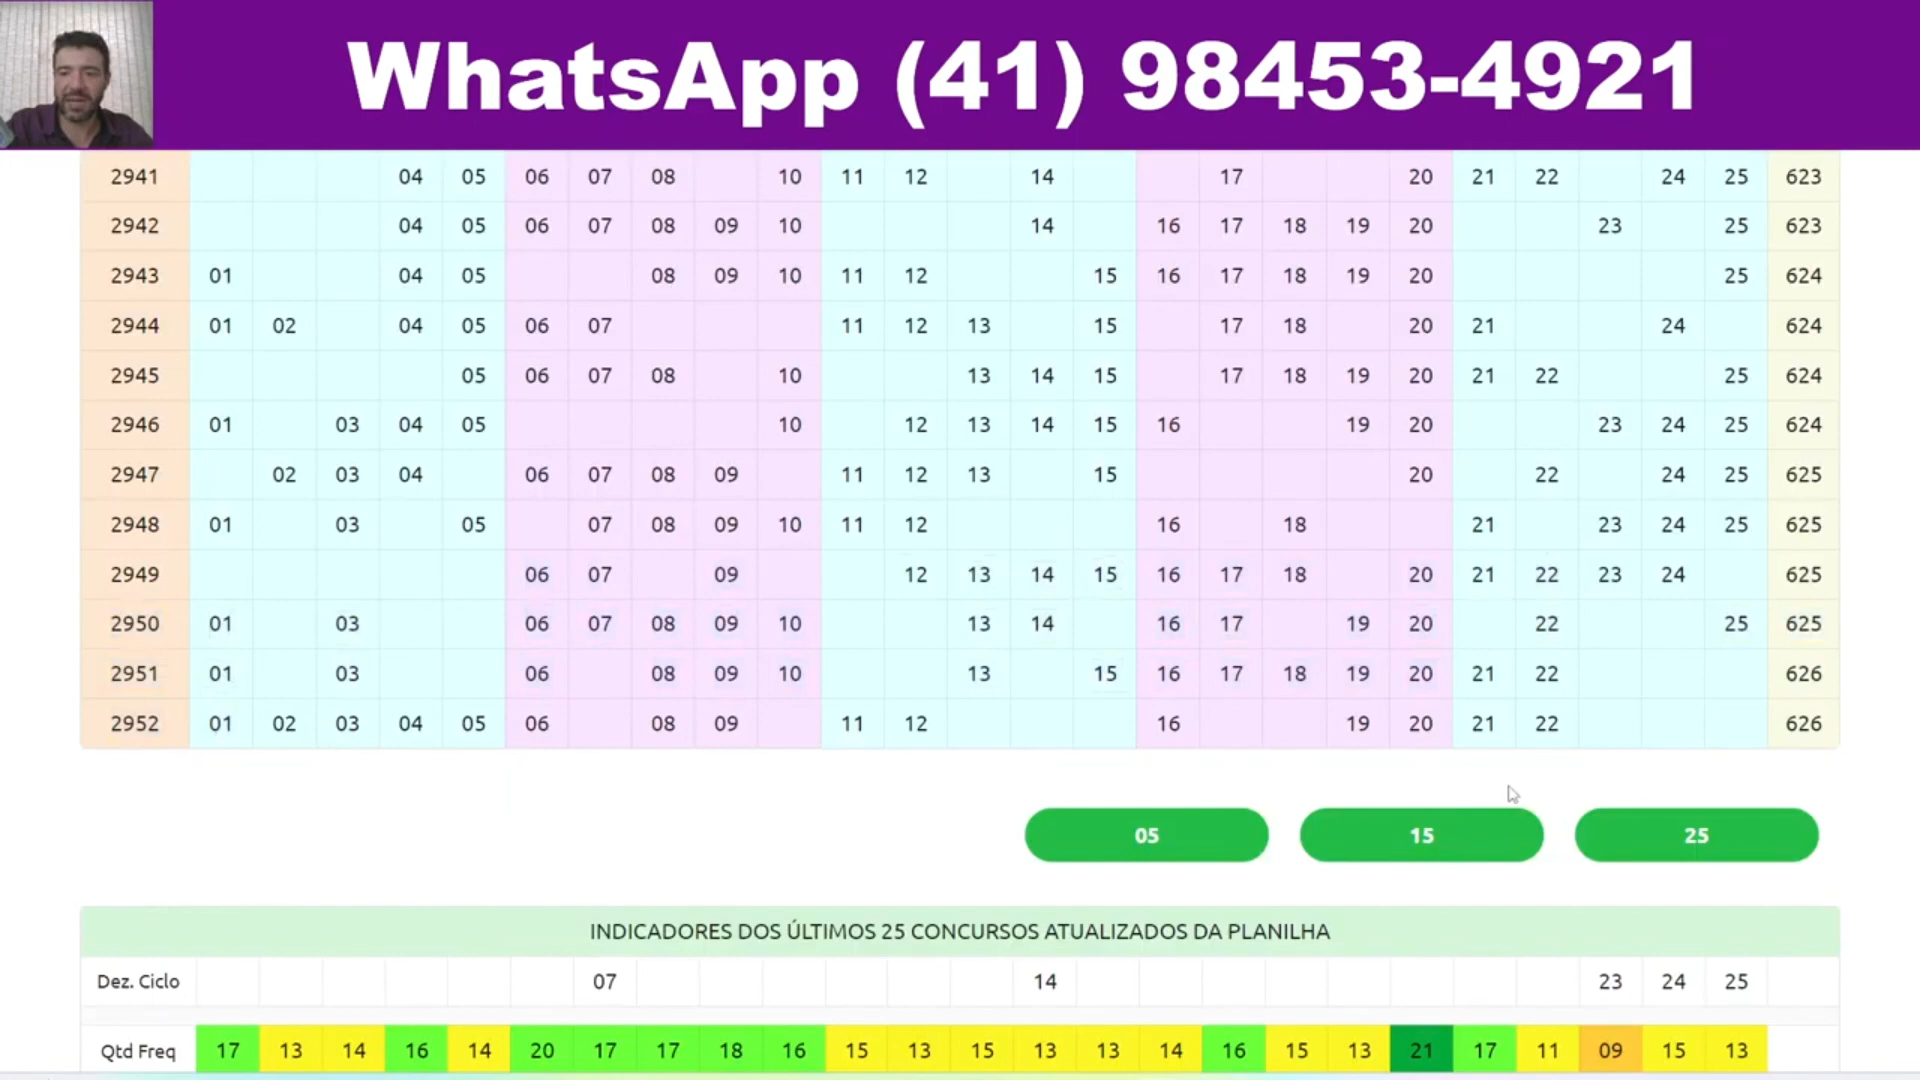 WhatsApp (41) 98453-4921
2941 04 05 06 07 08 10 11 12 14 17 20 21 22 24 25 623
2942 04 05 06 07 08 09 10 14 16 17 18 19 20 23 25 623
2943 01 04 05 08 09 10 11 12 15 16 17 18 19 20 25 624
2944 01 02 04 05 06 07 11 12 13 15 17 18 20 21 24 624
2945 05 06 07 08 10 13 14 15 17 18 19 20 21 22 25 624
2946 01 03 04 05 10 12 13 14 15 16 19 20 23 24 25 624
2947 02 03 04 06 07 08 09 11 12 13 15 20 22 24 25 625
2948 01 03 05 07 08 09 10 11 12 16 18 21 23 24 25 625
2949 06 07 09 12 13 14 15 16 17 18 20 21 22 23 24 625
2950 01 03 06 07 08 09 10 13 14 16 17 19 20 22 25 625
2951 01 03 06 08 09 10 13 15 16 17 18 19 20 21 22 626
2952 01 02 03 04 05 06 08 09 11 12 16 19 20 21 22 626
05 15 25
INDICADORES DOS ÚLTIMOS 25 CONCURSOS ATUALIZADOS DA PLANILHA
Dez. Ciclo 07 14 23 24 25
Qtd Freq 17 13 14 16 14 20 17 17 18 16 15 13 15 13 13 14 16 15 13 21 17 11 09 15 13